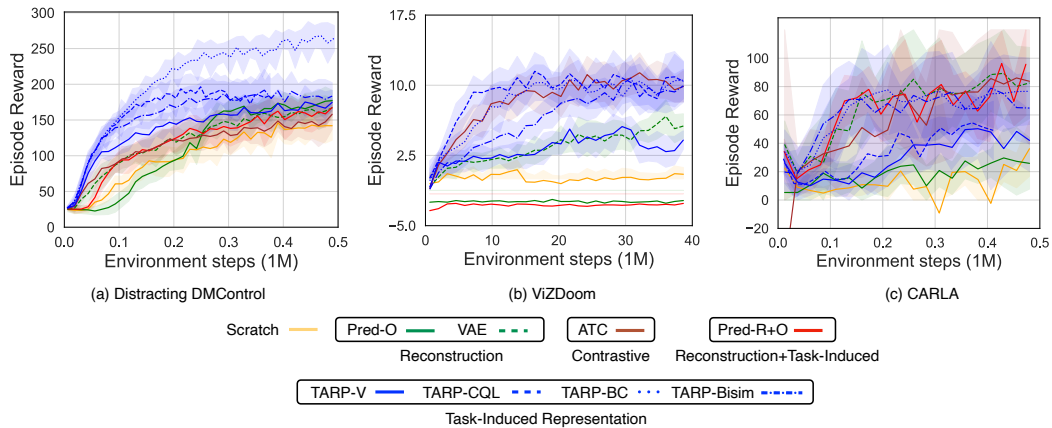 300
250
200
150
100
50
0
Episode Reward
0.0 0.1 0.2 0.3 0.4 0.5
Environment steps (1M)
(a) Distracting DMControl
17.5
10.0
2.5
−5.0
Episode Reward
0 10 20 30 40
Environment steps (1M)
(b) ViZDoom
100
80
60
40
20
0
−20
Episode Reward
0.0 0.1 0.2 0.3 0.4 0.5
Environment steps (1M)
(c) CARLA
Scratch Pred-O VAE ATC Pred-R+O
Reconstruction Contrastive Reconstruction+Task-Induced
TARP-V TARP-CQL TARP-BC TARP-Bisim
Task-Induced Representation